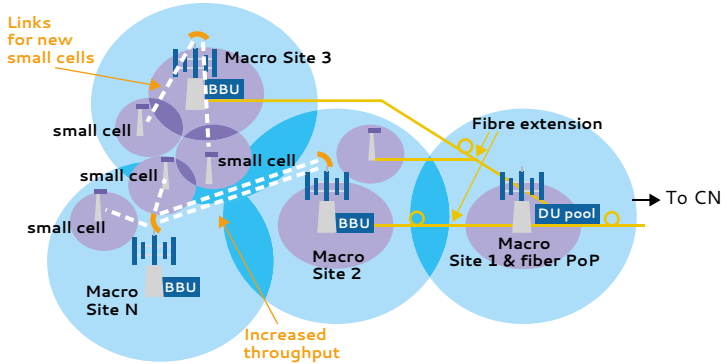 Links
for new
small cells
Macro Site 3
BBU
small cell
small cell
small cell
small cell
Fibre extension
To CN
DU pool
BBU
Macro
Site 1 & fiber PoP
Macro
Site 2
BBU
Macro
Site N
Increased
throughput